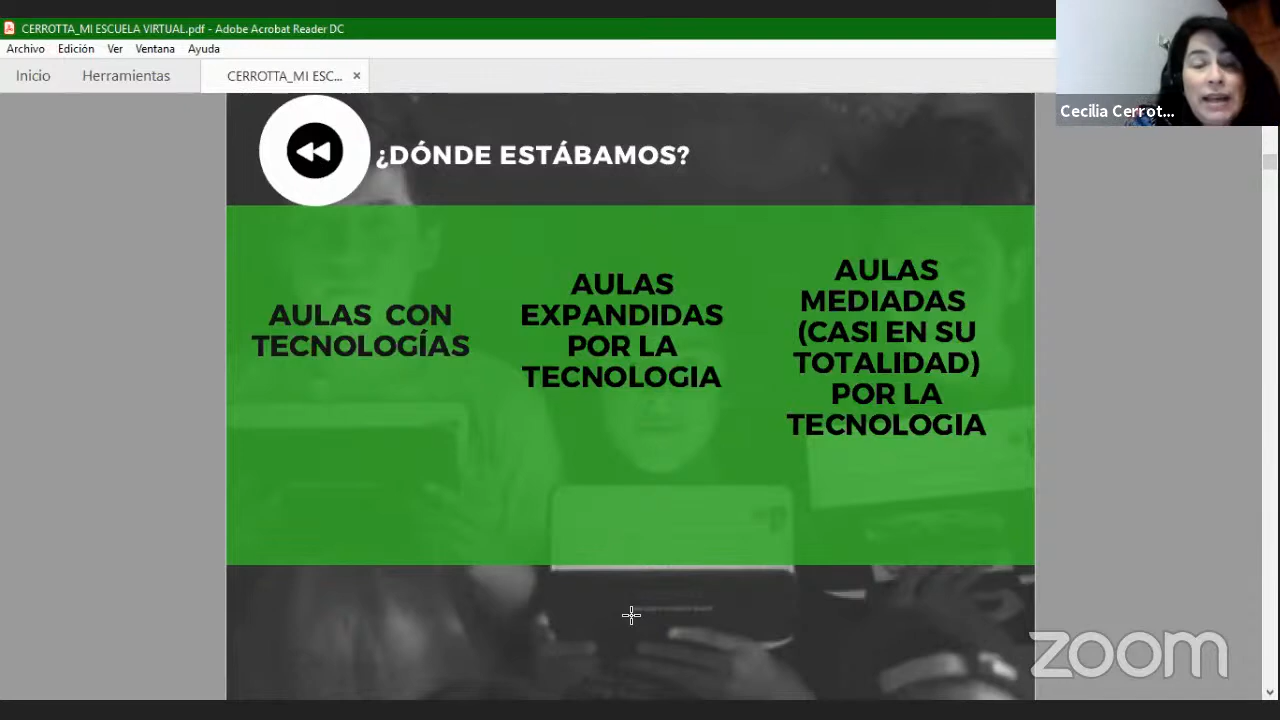 CERROTTA_MI ESCUELA VIRTUAL.pdf - Adobe Acrobat Reader DC
Archivo Edición Ver Ventana Ayuda
Inicio Herramientas CERROTTA_MI ESC... ×
Cecilia Cerrot...
¿DÓNDE ESTÁBAMOS?
AULAS CON
TECNOLOGÍAS
AULAS
EXPANDIDAS
POR LA
TECNOLOGIA
AULAS
MEDIADAS
(CASI EN SU
TOTALIDAD)
POR LA
TECNOLOGIA
zoom